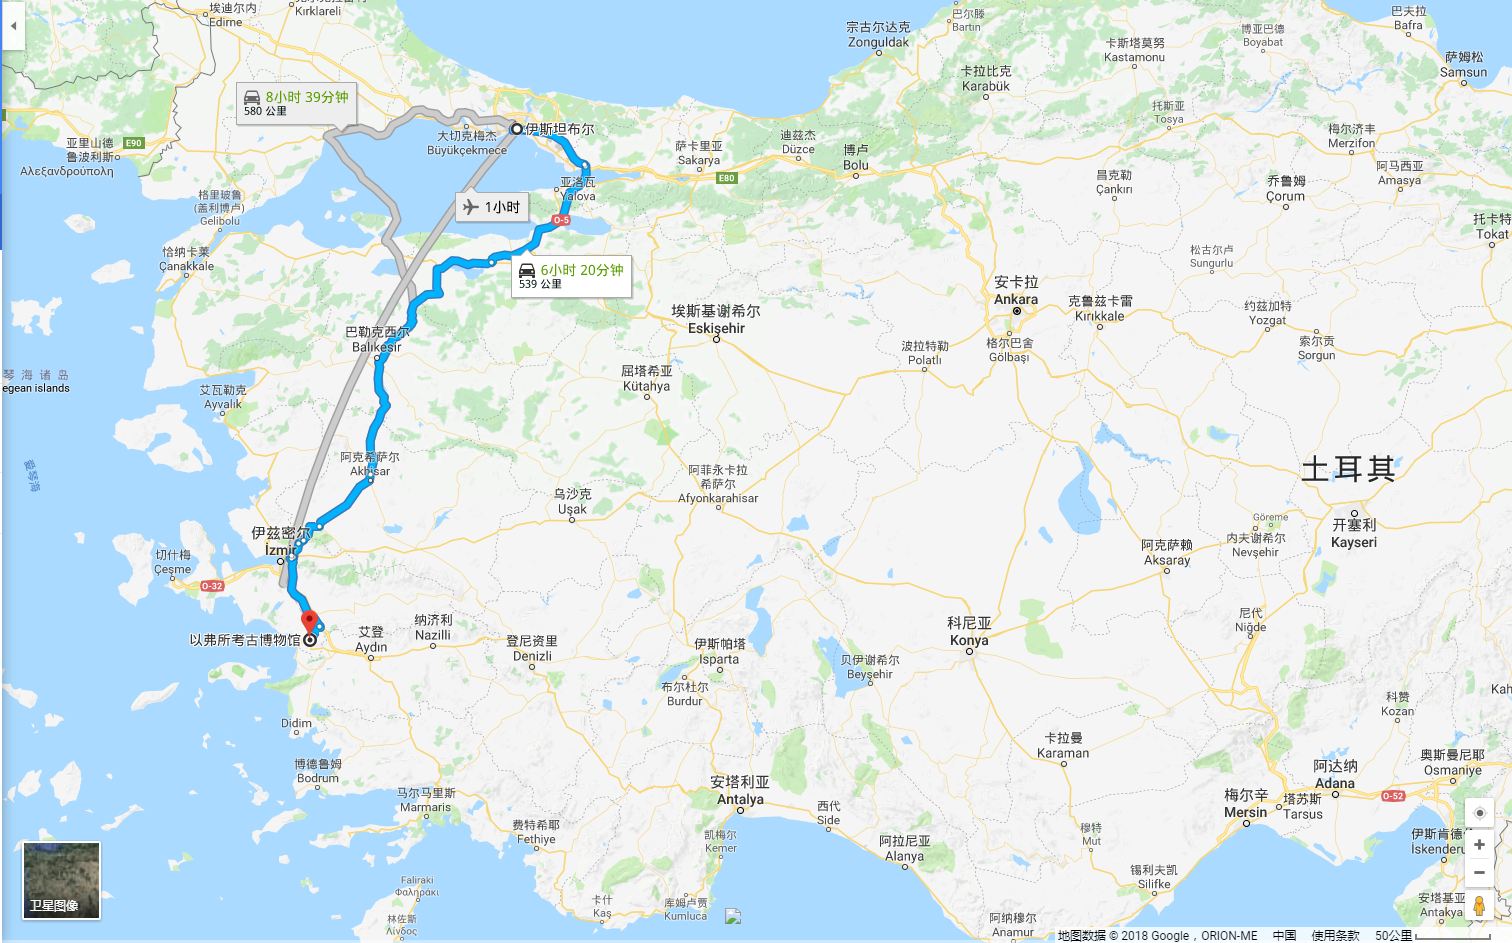 埃迪尔内
Edirne
Kırklareli
宗古尔达克
Zonguldak
巴尔滕
Bartın
卡斯塔莫努
Kastamonu
博亚巴德
Boyabat
巴夫拉
Bafra
萨姆松
Samsun
卡拉比克
Karabük
托斯亚
Tosya
梅尔济丰
Merzifon
阿马西亚
Amasya
8小时 39分钟
580 公里
亚里山德
鲁波利斯
Αλεξανδρούπολη
E90
大切克梅杰
Büyükçekmece
伊斯坦布尔
萨卡里亚
Sakarya
迪兹杰
Düzce
博卢
Bolu
E80
昌克勒
Çankırı
乔鲁姆
Çorum
托卡特
Tokat
格里玻鲁
(盖利博卢)
Gelibolu
1小时
亚洛瓦
Yalova
O-5
恰纳卡莱
Çanakkale
6小时 20分钟
539 公里
松古尔卢
Sungurlu
安卡拉
Ankara
克鲁兹卡雷
Kırıkkale
约兹加特
Yozgat
埃斯基谢希尔
Eskişehir
巴勒克西尔
Balıkesir
波拉特勒
Polatlı
格尔巴舍
Gölbaşı
索尔贡
Sorgun
琴海诸岛
egean islands
艾瓦勒克
Ayvalık
屈塔希亚
Kütahya
爱琴海
阿克希萨尔
Akhisar
阿菲永卡拉
希萨尔
Afyonkarahisar
乌沙克
Uşak
土耳其
伊兹密尔
İzmir
切什梅
Çeşme
O-32
Göreme
内夫谢希尔
Nevşehir
开塞利
Kayseri
阿克萨赖
Aksaray
以弗所考古博物馆
艾登
Aydın
纳济利
Nazilli
登尼资里
Denizli
伊斯帕塔
Isparta
布尔杜尔
Burdur
贝伊谢希尔
Beyşehir
科尼亚
Konya
尼代
Niğde
Didim
科赞
Kozan
Kah
博德鲁姆
Bodrum
卡拉曼
Karaman
马尔马里斯
Marmaris
费特希耶
Fethiye
安塔利亚
Antalya
西代
Side
凯梅尔
Kemer
阿拉尼亚
Alanya
穆特
Mut
梅尔辛
Mersin
塔苏斯
Tarsus
阿达纳
Adana
O-52
奥斯曼尼耶
Osmaniye
伊斯肯德
İskenderu
锡利夫凯
Silifke
安塔基亚
Antakya
Faliraki
Φαληράκι
林佐斯
Λίνδος
卡什
Kaş
库姆卢贾
Kumluca
阿纳穆尔
Anamur
卫星图像
地图数据 © 2018 Google，ORION-ME 中国 使用条款 50公里